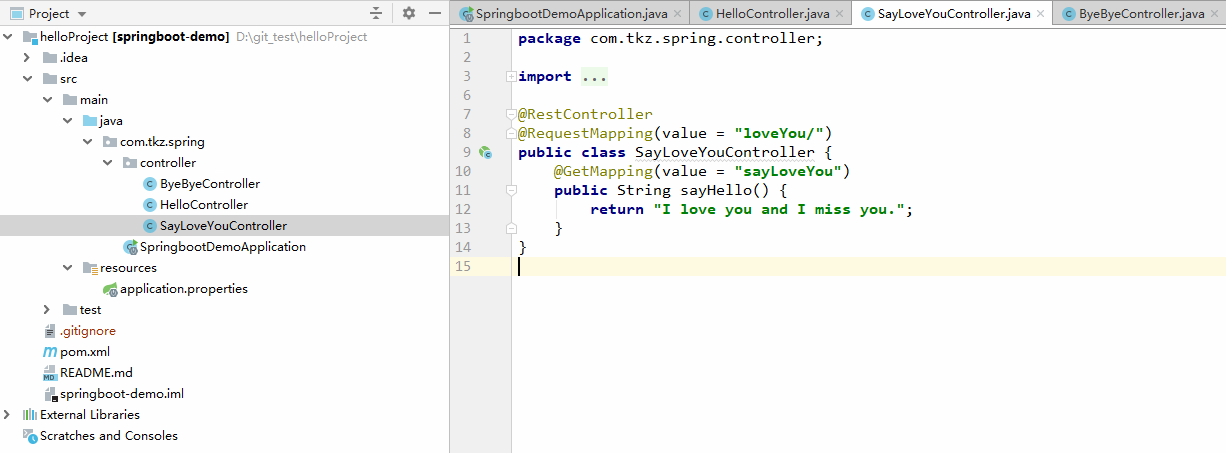 Project
helloProject [springboot-demo] D:\git_test\helloProject
.idea
src
main
java
com.tkz.spring
controller
ByeByeController
HelloController
SayLoveYouController
SpringbootDemoApplication
resources
application.properties
test
.gitignore
pom.xml
README.md
springboot-demo.iml
External Libraries
Scratches and Consoles
SpringbootDemoApplication.java HelloController.java SayLoveYouController.java ByeByeController.java
1 package com.tkz.spring.controller;
2
3 import ...
6
7 @RestController
8 @RequestMapping(value = "loveYou/")
9 public class SayLoveYouController {
10 @GetMapping(value = "sayLoveYou")
11 public String sayHello() {
12 return "I love you and I miss you.";
13 }
14 }
15